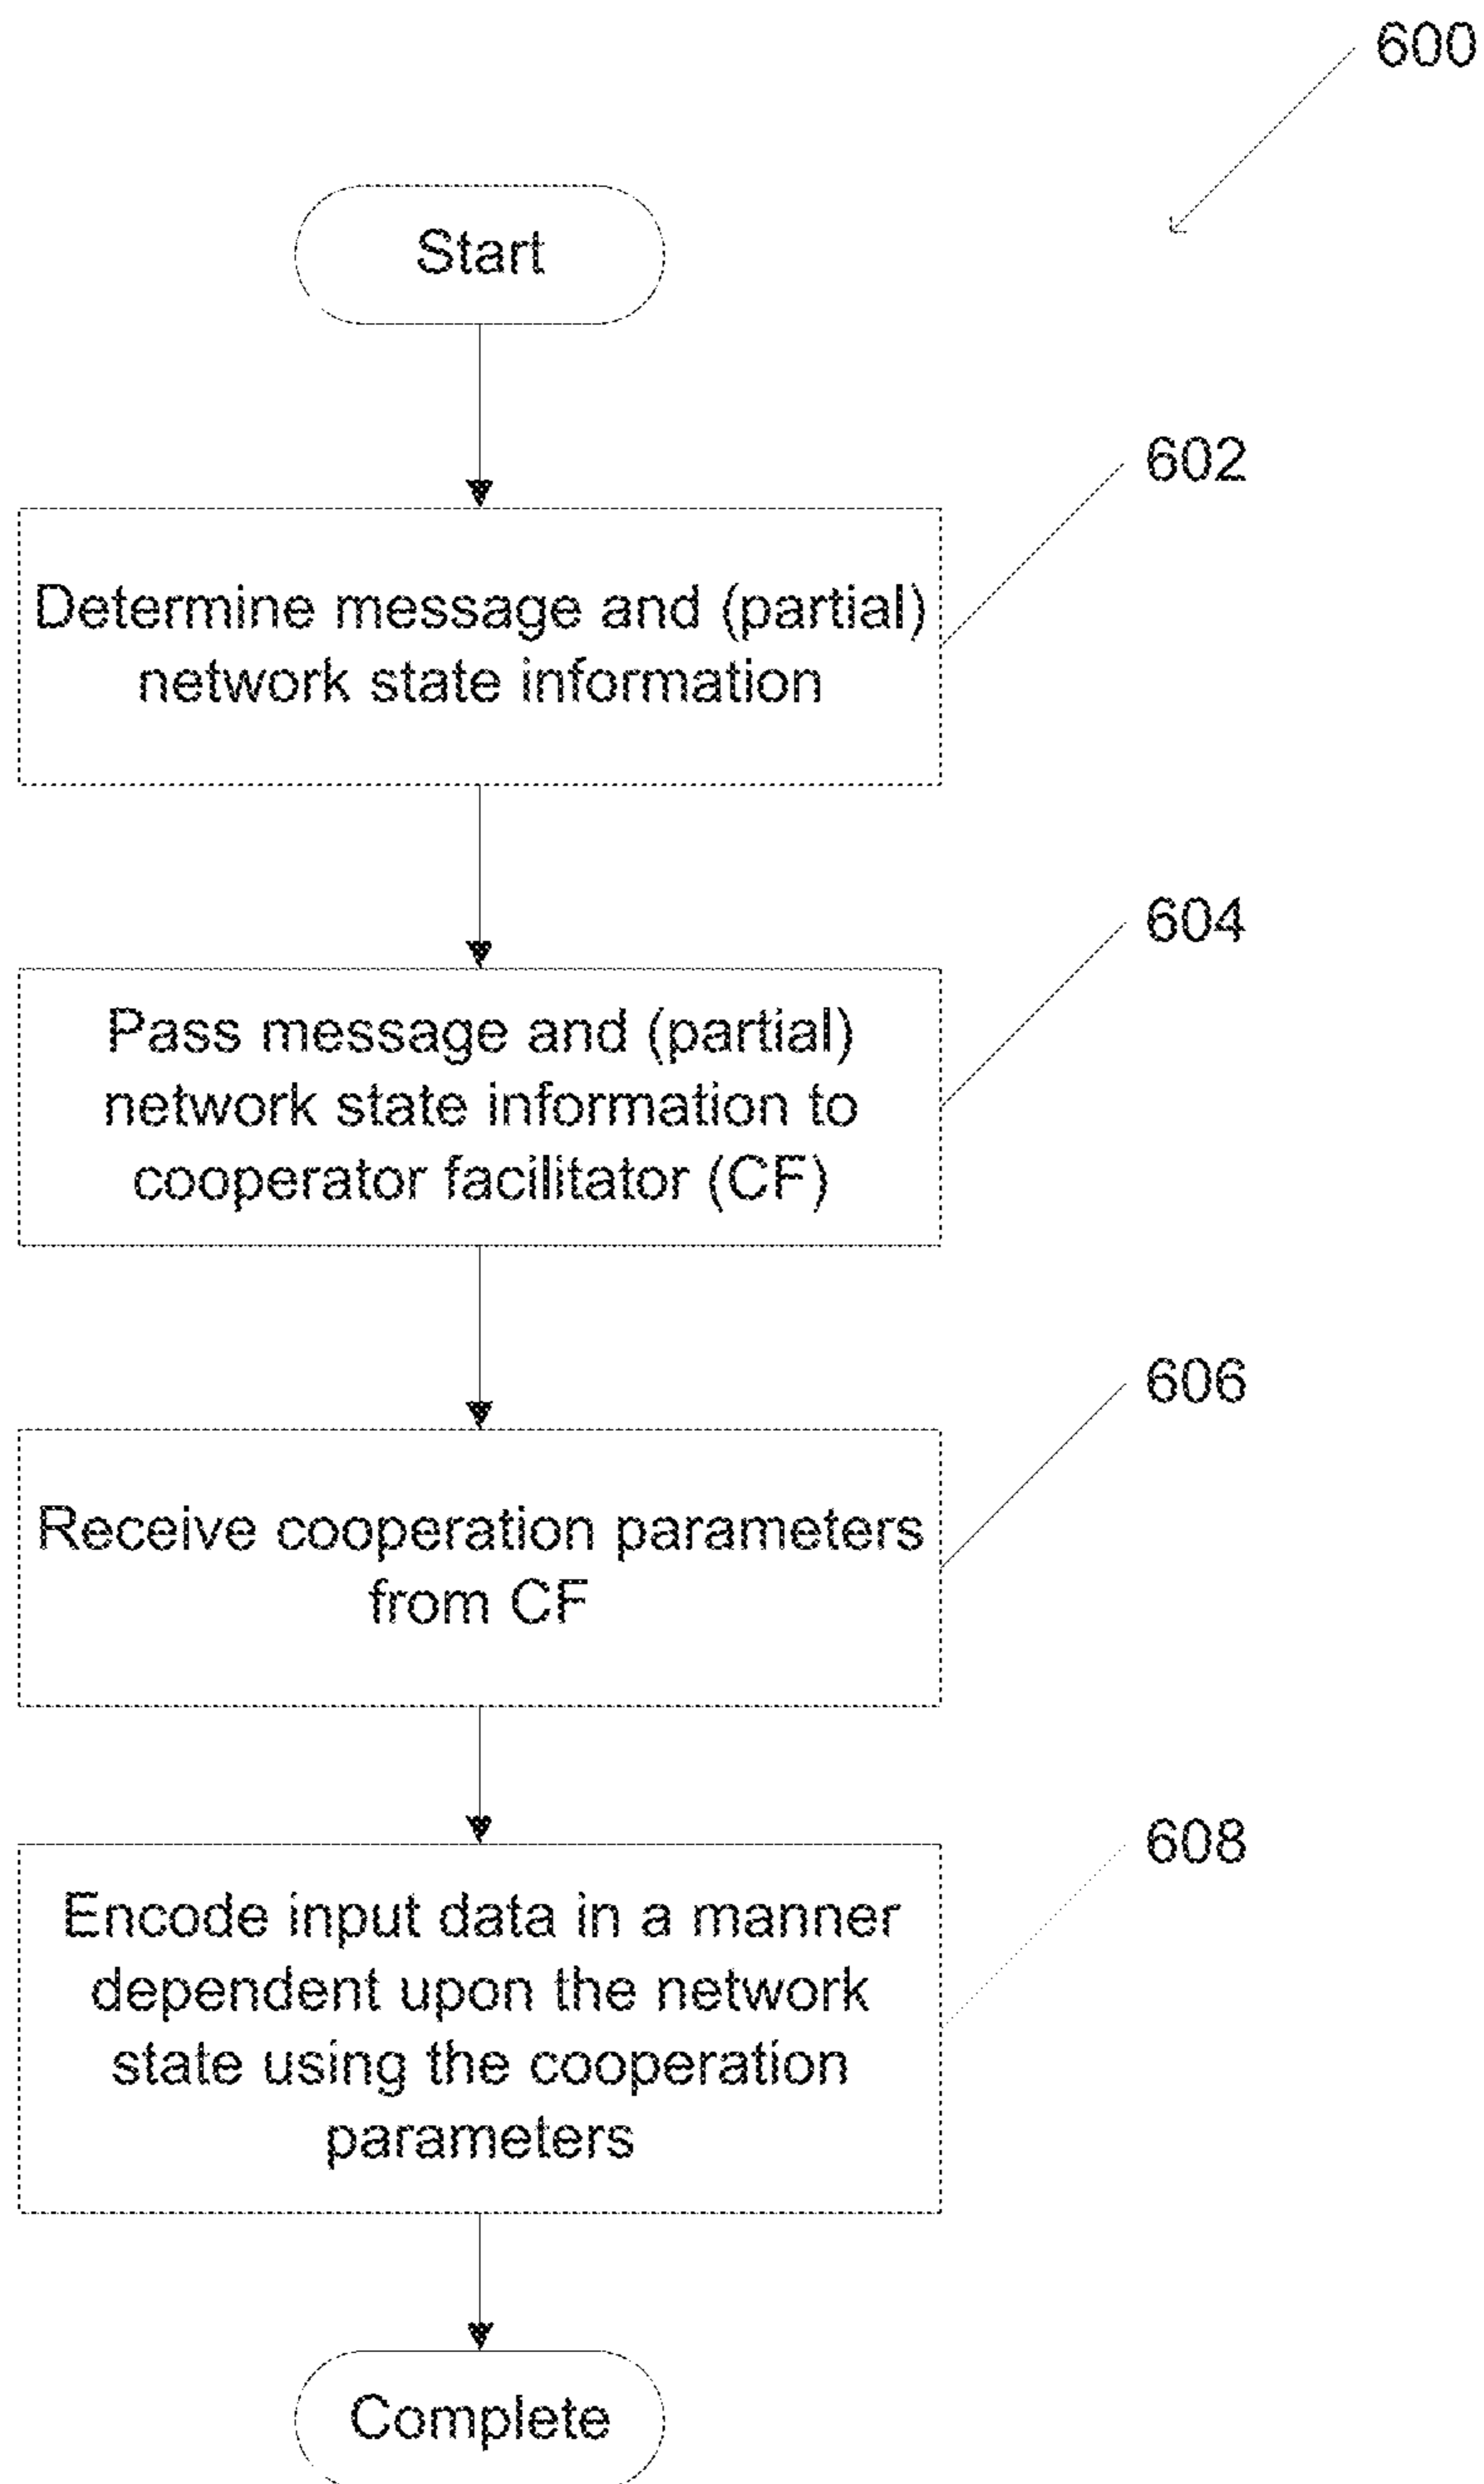 600
Start
602
Determine message and (partial)
network state information
604
Pass message and (partial)
network state information to
cooperator facilitator (CF)
606
Receive cooperation parameters
from CF
608
Encode input data in a manner
dependent upon the network
state using the cooperation
parameters
Complete